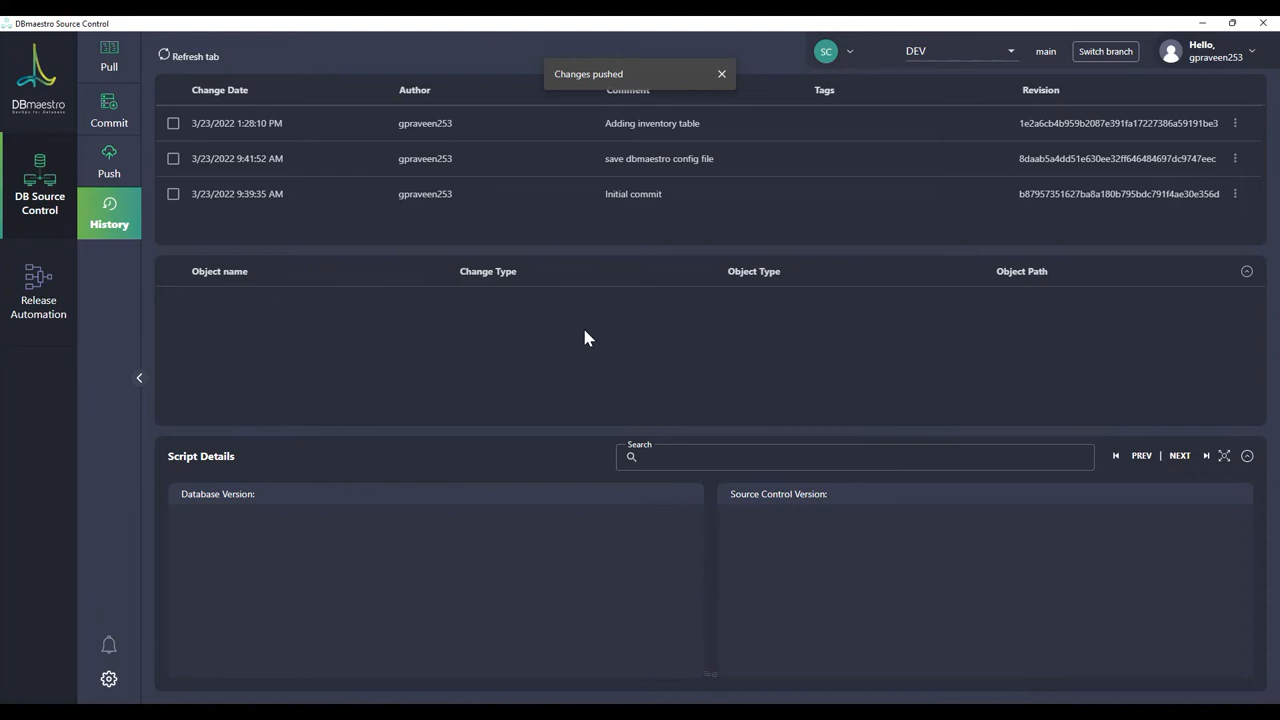 DBmaestro Source Control
DBmaestro
DevOps for Database
DB Source
Control
Release
Automation
Pull
Commit
Push
History
Refresh tab
SC
DEV
main
Switch branch
Hello,
gpraveen253
Changes pushed
Change Date Author Comment Tags Revision
3/23/2022 1:28:10 PM gpraveen253 Adding inventory table 1e2a6cb4b959b2087e391fa17227386a59191be3
3/23/2022 9:41:52 AM gpraveen253 save dbmaestro config file 8daab5a4dd51e630ee32ff646484697dc9747eec
3/23/2022 9:39:35 AM gpraveen253 Initial commit b87957351627ba8a180b795bdc791f4ae30e356d
Object name Change Type Object Type Object Path
Script Details
Search
PREV | NEXT
Database Version:
Source Control Version: